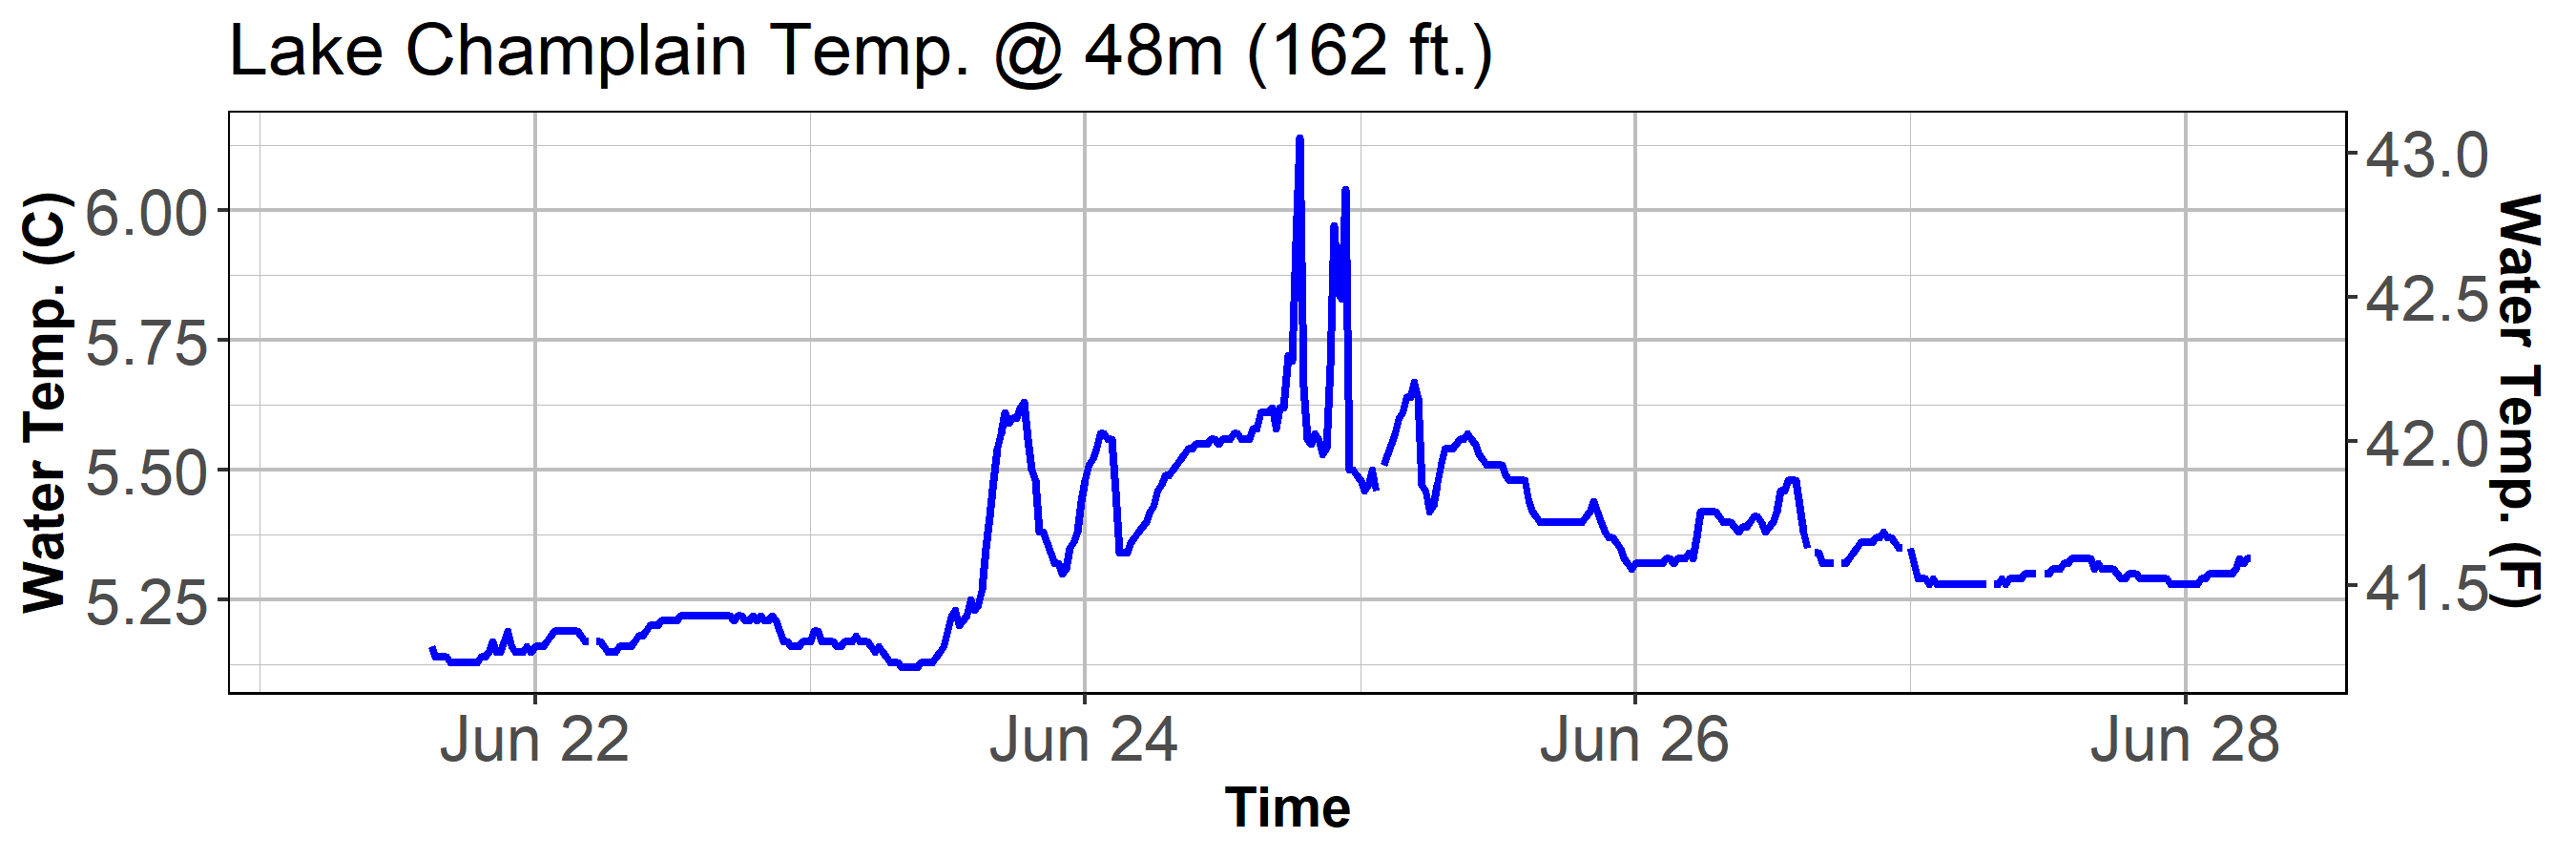 Lake Champlain Temp. @ 48m (162 ft.)
Water Temp. (C)
6.00
5.75
5.50
5.25
43.0
42.5
42.0
41.5
Water Temp. (F)
Jun 22 Jun 24 Jun 26 Jun 28
Time